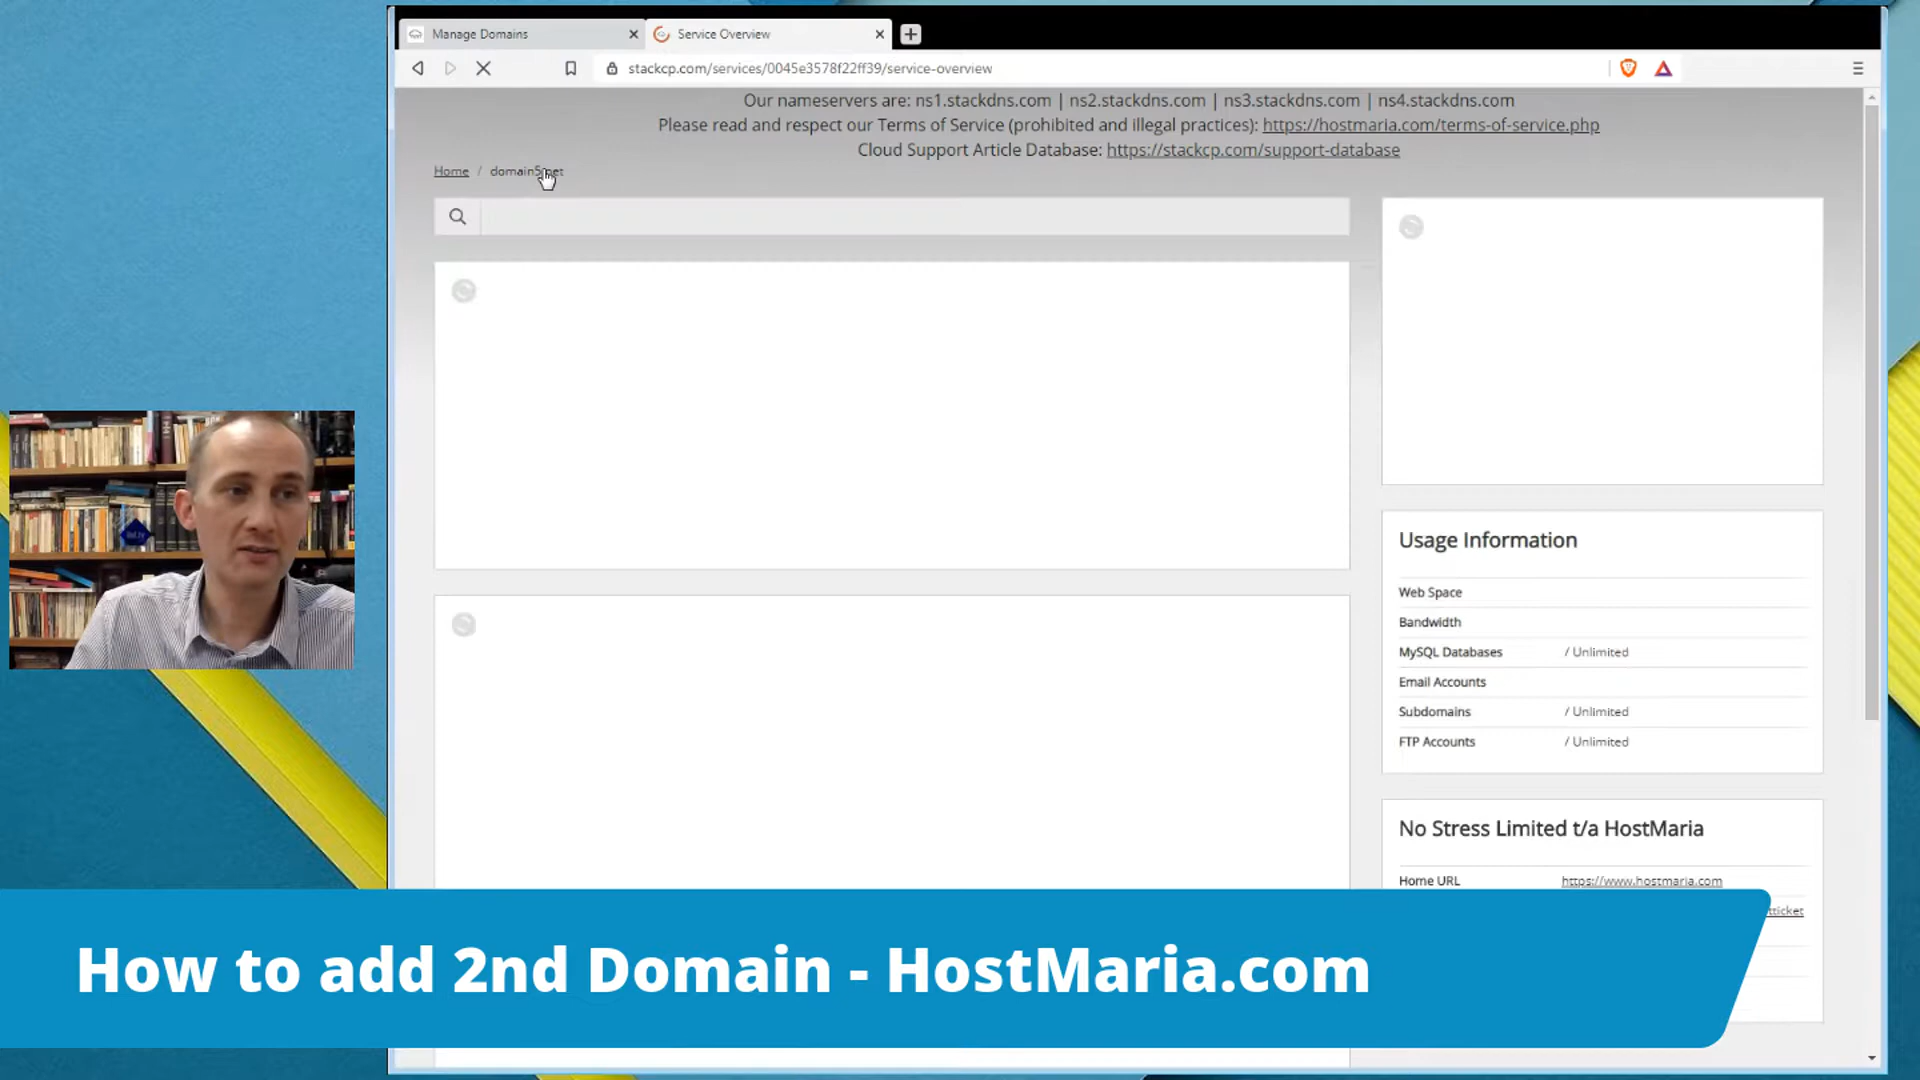 Manage Domains
Service Overview
stackcp.com/services/0045e3578f22ff39/service-overview
Our nameservers are: ns1.stackdns.com | ns2.stackdns.com | ns3.stackdns.com | ns4.stackdns.com
Please read and respect our Terms of Service (prohibited and illegal practices): https://hostmaria.com/terms-of-service.php
Cloud Support Article Database: https://stackcp.com/support-database
Home / domain5.net
Usage Information
Web Space
Bandwidth
MySQL Databases / Unlimited
Email Accounts
Subdomains / Unlimited
FTP Accounts / Unlimited
No Stress Limited t/a HostMaria
Home URL https://www.hostmaria.com
How to add 2nd Domain - HostMaria.com